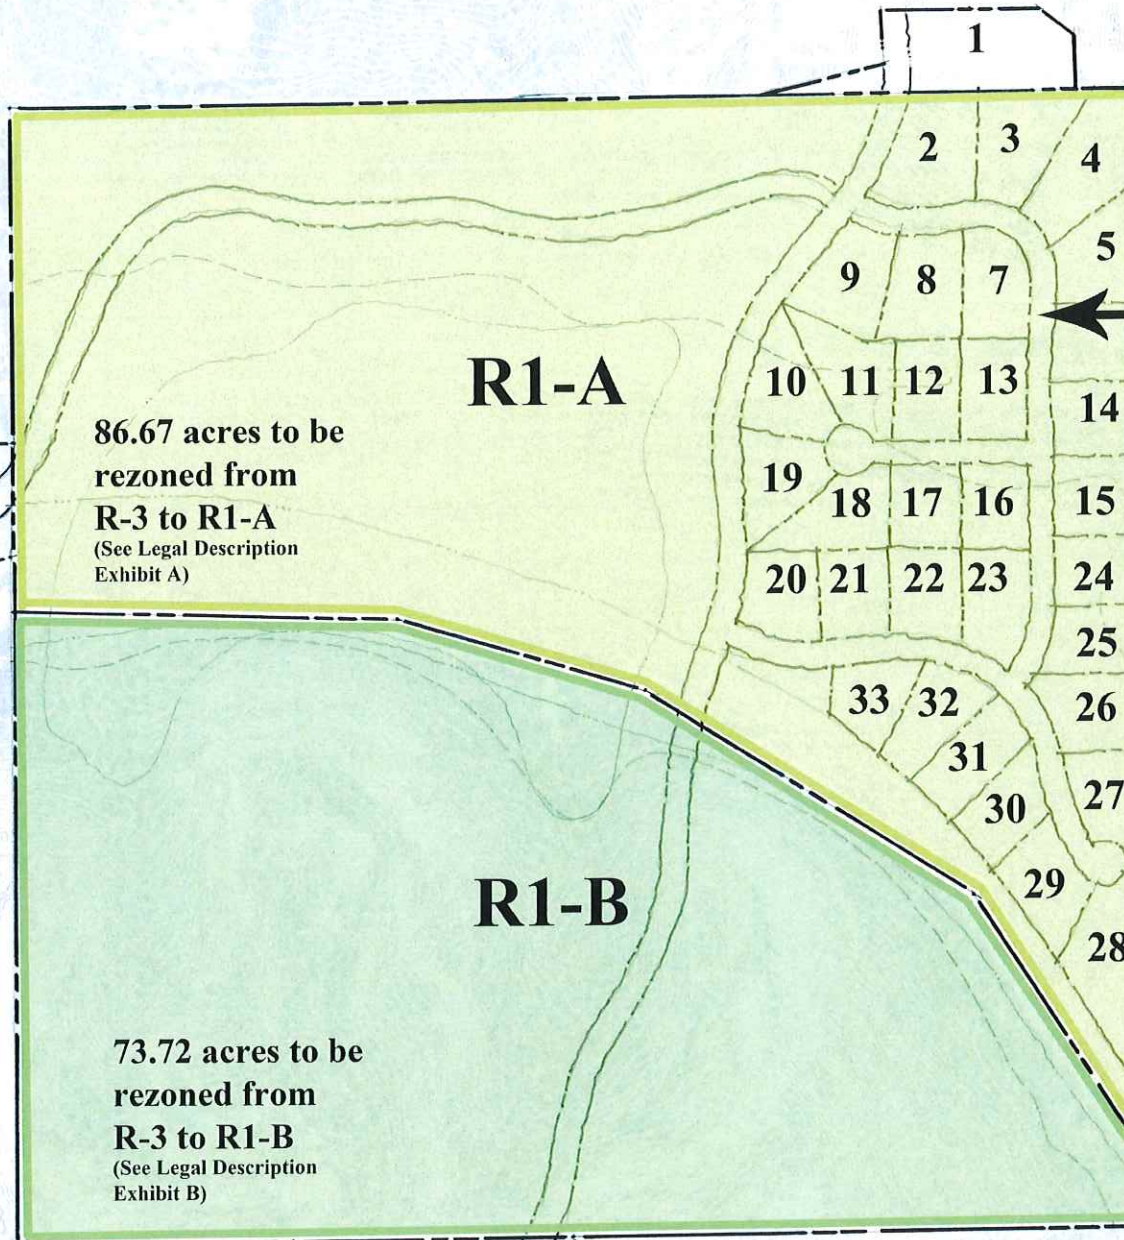 1
2
3
4
5
9
8
7
R1-A
10
11
12
13
14
86.67 acres to be
rezoned from
R-3 to R1-A
(See Legal Description
Exhibit A)
19
18
17
16
15
20
21
22
23
24
25
33
32
26
31
30
27
29
28
R1-B
73.72 acres to be
rezoned from
R-3 to R1-B
(See Legal Description
Exhibit B)